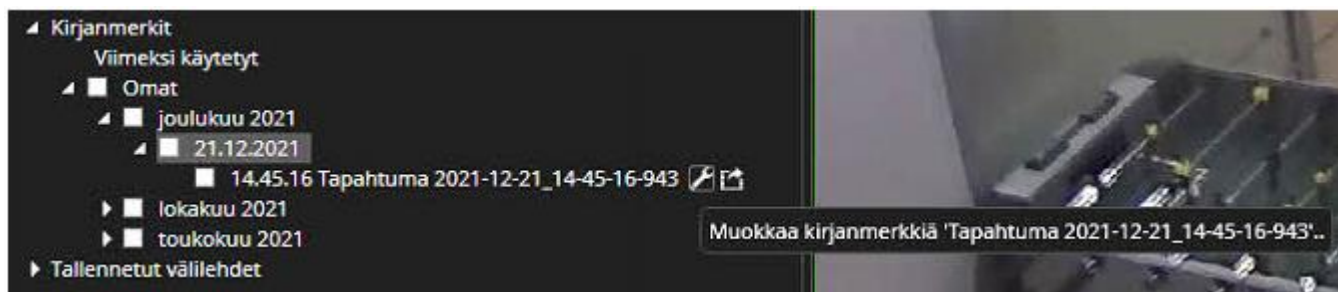 Kirjanmerkit
Viimeksi käytetyt
Omat
joulukuu 2021
21.12.2021
14.45.16 Tapahtuma 2021-12-21_14-45-16-943
lokakuu 2021
Muokkaa kirjanmerkkiä 'Tapahtuma 2021-12-21_14-45-16-943'..
toukokuu 2021
Tallennetut välilehdet